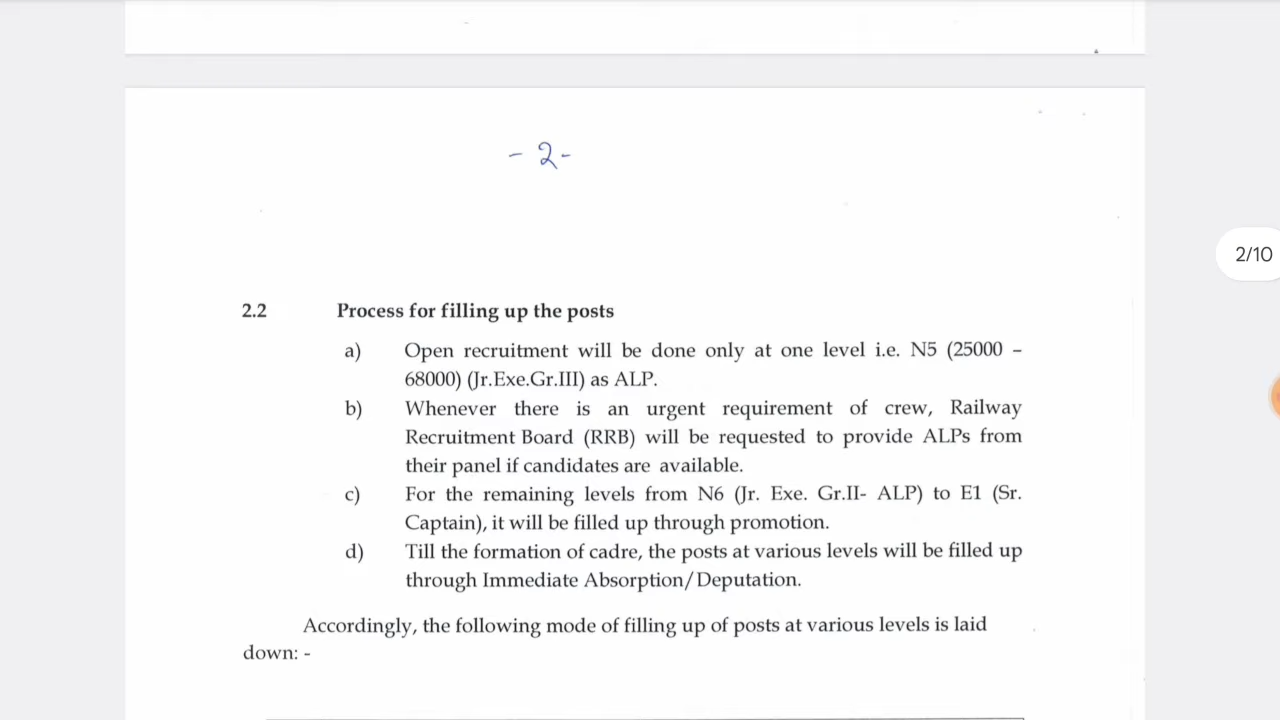 - 2 -
2/10
2.2 Process for filling up the posts
a) Open recruitment will be done only at one level i.e. N5 (25000 –
68000) (Jr.Exe.Gr.III) as ALP.
b) Whenever there is an urgent requirement of crew, Railway
Recruitment Board (RRB) will be requested to provide ALPs from
their panel if candidates are available.
c) For the remaining levels from N6 (Jr. Exe. Gr.II- ALP) to E1 (Sr.
Captain), it will be filled up through promotion.
d) Till the formation of cadre, the posts at various levels will be filled up
through Immediate Absorption/Deputation.
Accordingly, the following mode of filling up of posts at various levels is laid
down: -